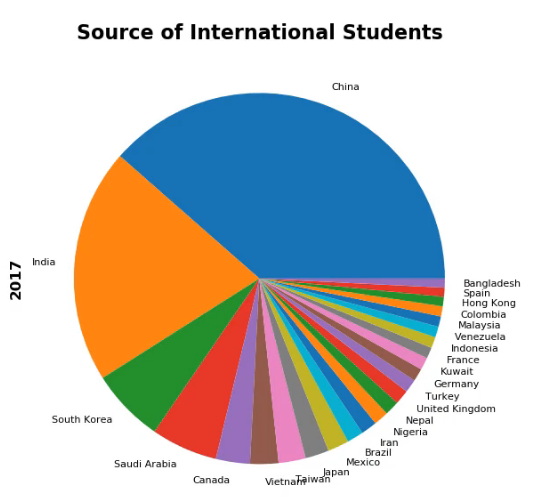 Source of International Students
China
India
2017
South Korea
Saudi Arabia
Canada
Vietnam
Taiwan
Japan
Mexico
Brazil
Iran
Nigeria
Nepal
United Kingdom
Turkey
Germany
Kuwait
France
Indonesia
Venezuela
Malaysia
Colombia
Hong Kong
Spain
Bangladesh